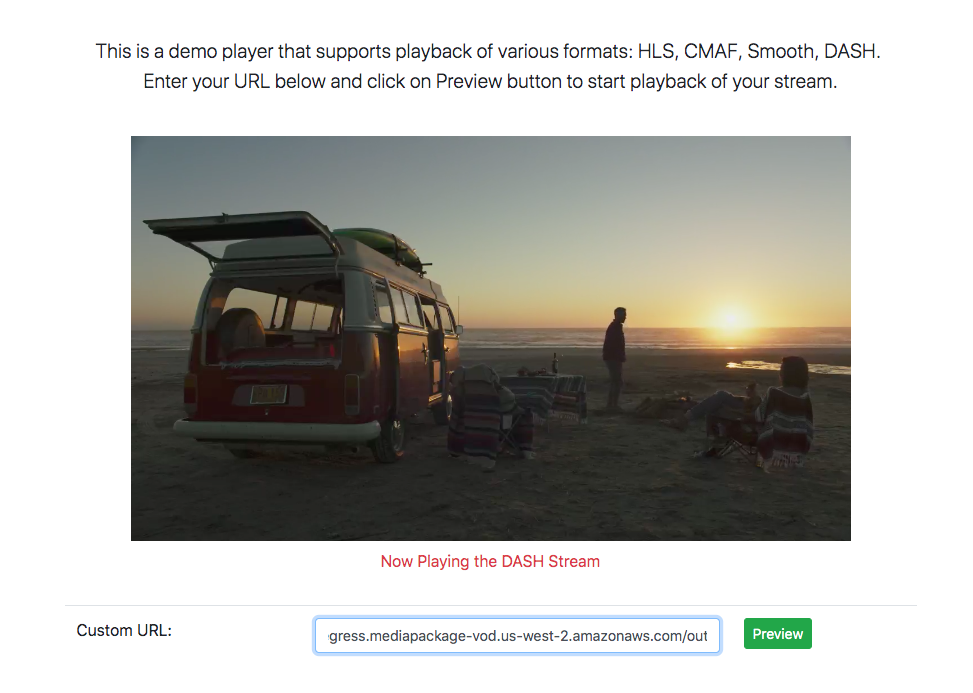 This is a demo player that supports playback of various formats: HLS, CMAF, Smooth, DASH.
Enter your URL below and click on Preview button to start playback of your stream.
Now Playing the DASH Stream
Custom URL:
gress.mediapackage-vod.us-west-2.amazonaws.com/out
Preview